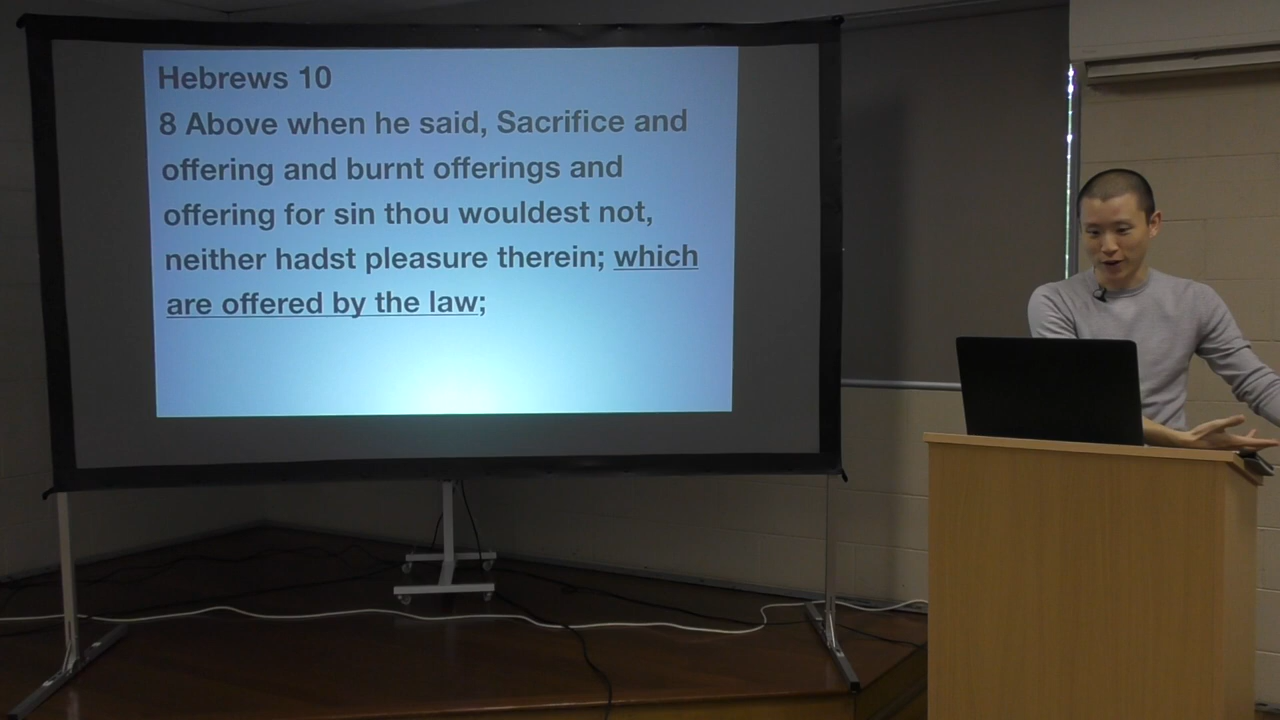 Hebrews 10
8 Above when he said, Sacrifice and
offering and burnt offerings and
offering for sin thou wouldest not,
neither hadst pleasure therein; which
are offered by the law;